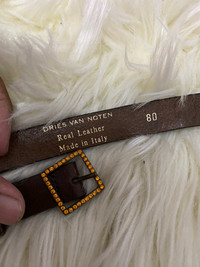 DRIES VAN NOTEN
Real Leather
Made in Italy
80